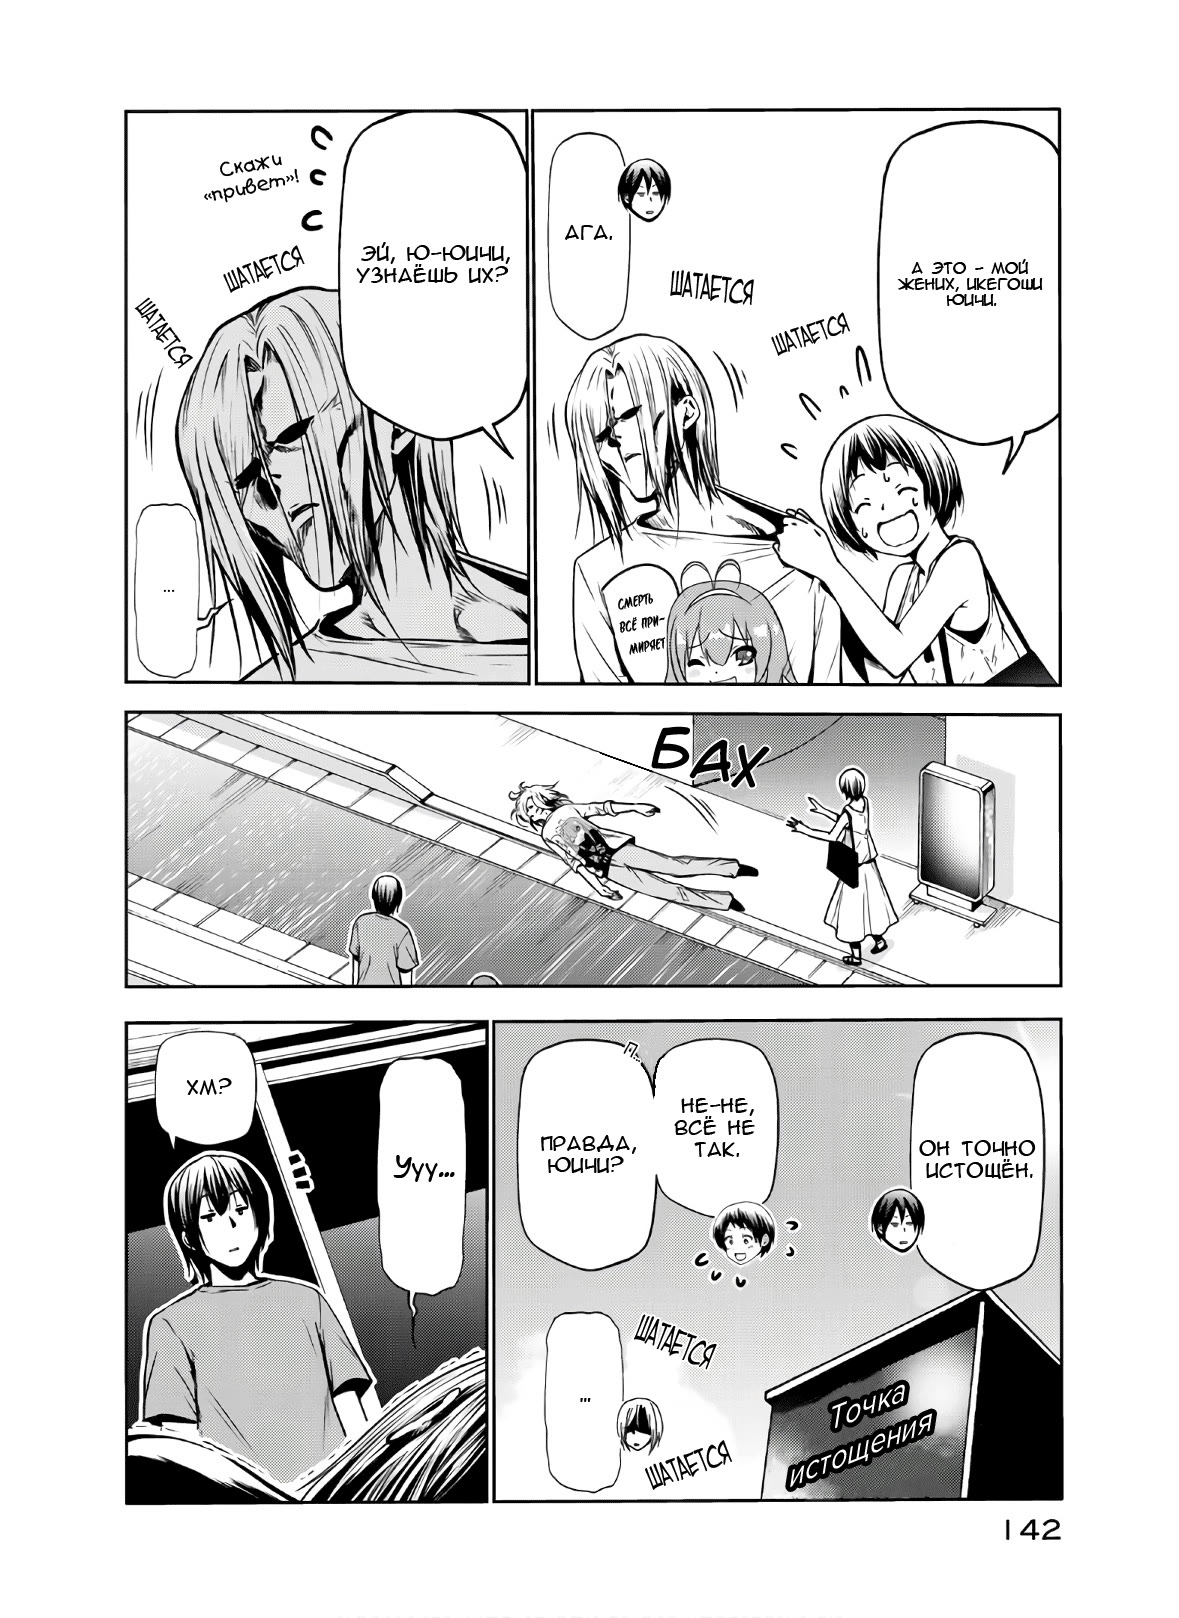 А ЭТО - МОЙ
ЖЕНИХ, ИКЕГОШИ
ЮИЧИ.
АГА.
ШАТАЕТСЯ
ШАТАЕТСЯ
СМЕРТЬ
ВСЁ ПРИ-
МИРЯЕТ
ЭЙ, Ю-ЮИЧИ,
УЗНАЁШЬ ИХ?
Скажи
«привет»!
ШАТАЕТСЯ
ШАТАЕТСЯ
...
БАХ
ОН ТОЧНО
ИСТОЩЁН.
НЕ-НЕ,
ВСЁ НЕ
ТАК.
П...
ПРАВДА,
ЮИЧИ?
ШАТАЕТСЯ
...
ШАТАЕТСЯ
Точка
истощения
Ууу...
ХМ?
142